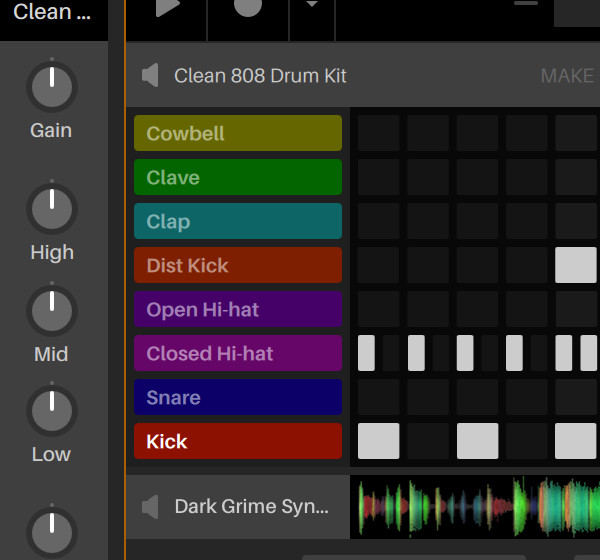 Clean ...
Gain
High
Mid
Low
Clean 808 Drum Kit
MAKE
Cowbell
Clave
Clap
Dist Kick
Open Hi-hat
Closed Hi-hat
Snare
Kick
Dark Grime Syn...